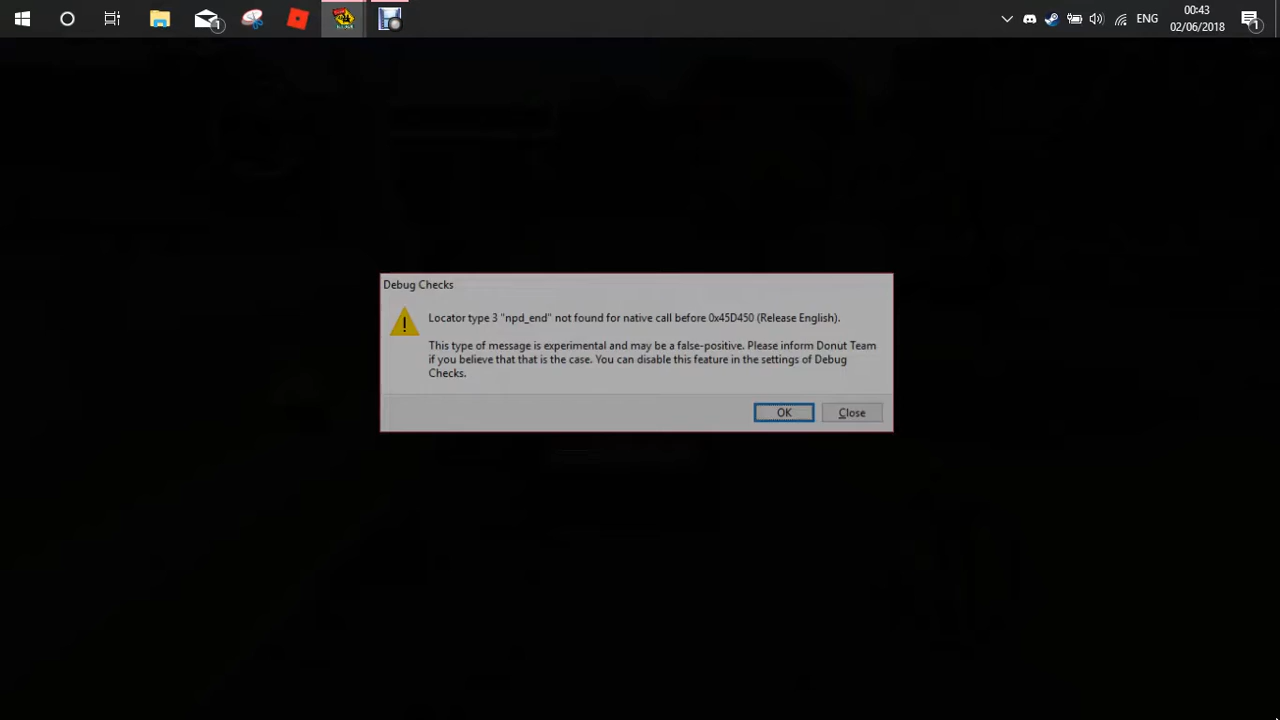 1
ENG
00:43
02/06/2018
1
Debug Checks
Locator type 3 "npd_end" not found for native call before 0x45D450 (Release English).
This type of message is experimental and may be a false-positive. Please inform Donut Team
if you believe that that is the case. You can disable this feature in the settings of Debug
Checks.
OK
Close